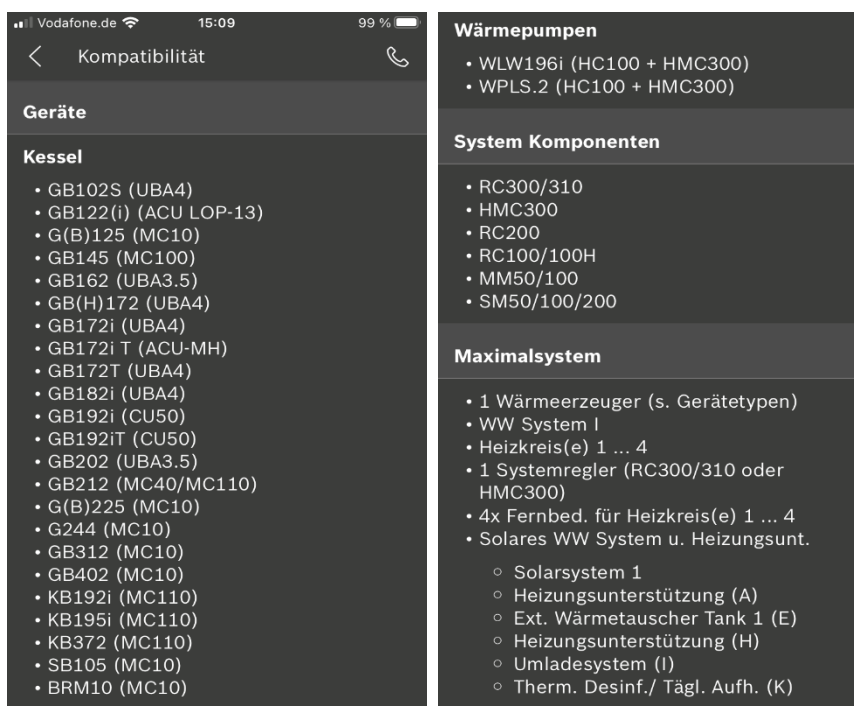 Vodafone.de 15:09 99 %
Kompatibilität
Geräte
Kessel
• GB102S (UBA4)
• GB122(i) (ACU LOP-13)
• G(B)125 (MC10)
• GB145 (MC100)
• GB162 (UBA3.5)
• GB(H)172 (UBA4)
• GB172i (UBA4)
• GB172i T (ACU-MH)
• GB172T (UBA4)
• GB182i (UBA4)
• GB192i (CU50)
• GB192iT (CU50)
• GB202 (UBA3.5)
• GB212 (MC40/MC110)
• G(B)225 (MC10)
• G244 (MC10)
• GB312 (MC10)
• GB402 (MC10)
• KB192i (MC110)
• KB195i (MC110)
• KB372 (MC110)
• SB105 (MC10)
• BRM10 (MC10)
Wärmepumpen
• WLW196i (HC100 + HMC300)
• WPLS.2 (HC100 + HMC300)
System Komponenten
• RC300/310
• HMC300
• RC200
• RC100/100H
• MM50/100
• SM50/100/200
Maximalsystem
• 1 Wärmeerzeuger (s. Gerätetypen)
• WW System I
• Heizkreis(e) 1 ... 4
• 1 Systemregler (RC300/310 oder
HMC300)
• 4x Fernbed. für Heizkreis(e) 1 ... 4
• Solares WW System u. Heizungsunt.
○ Solarsystem 1
○ Heizungsunterstützung (A)
○ Ext. Wärmetauscher Tank 1 (E)
○ Heizungsunterstützung (H)
○ Umladesystem (I)
○ Therm. Desinf./ Tägl. Aufh. (K)